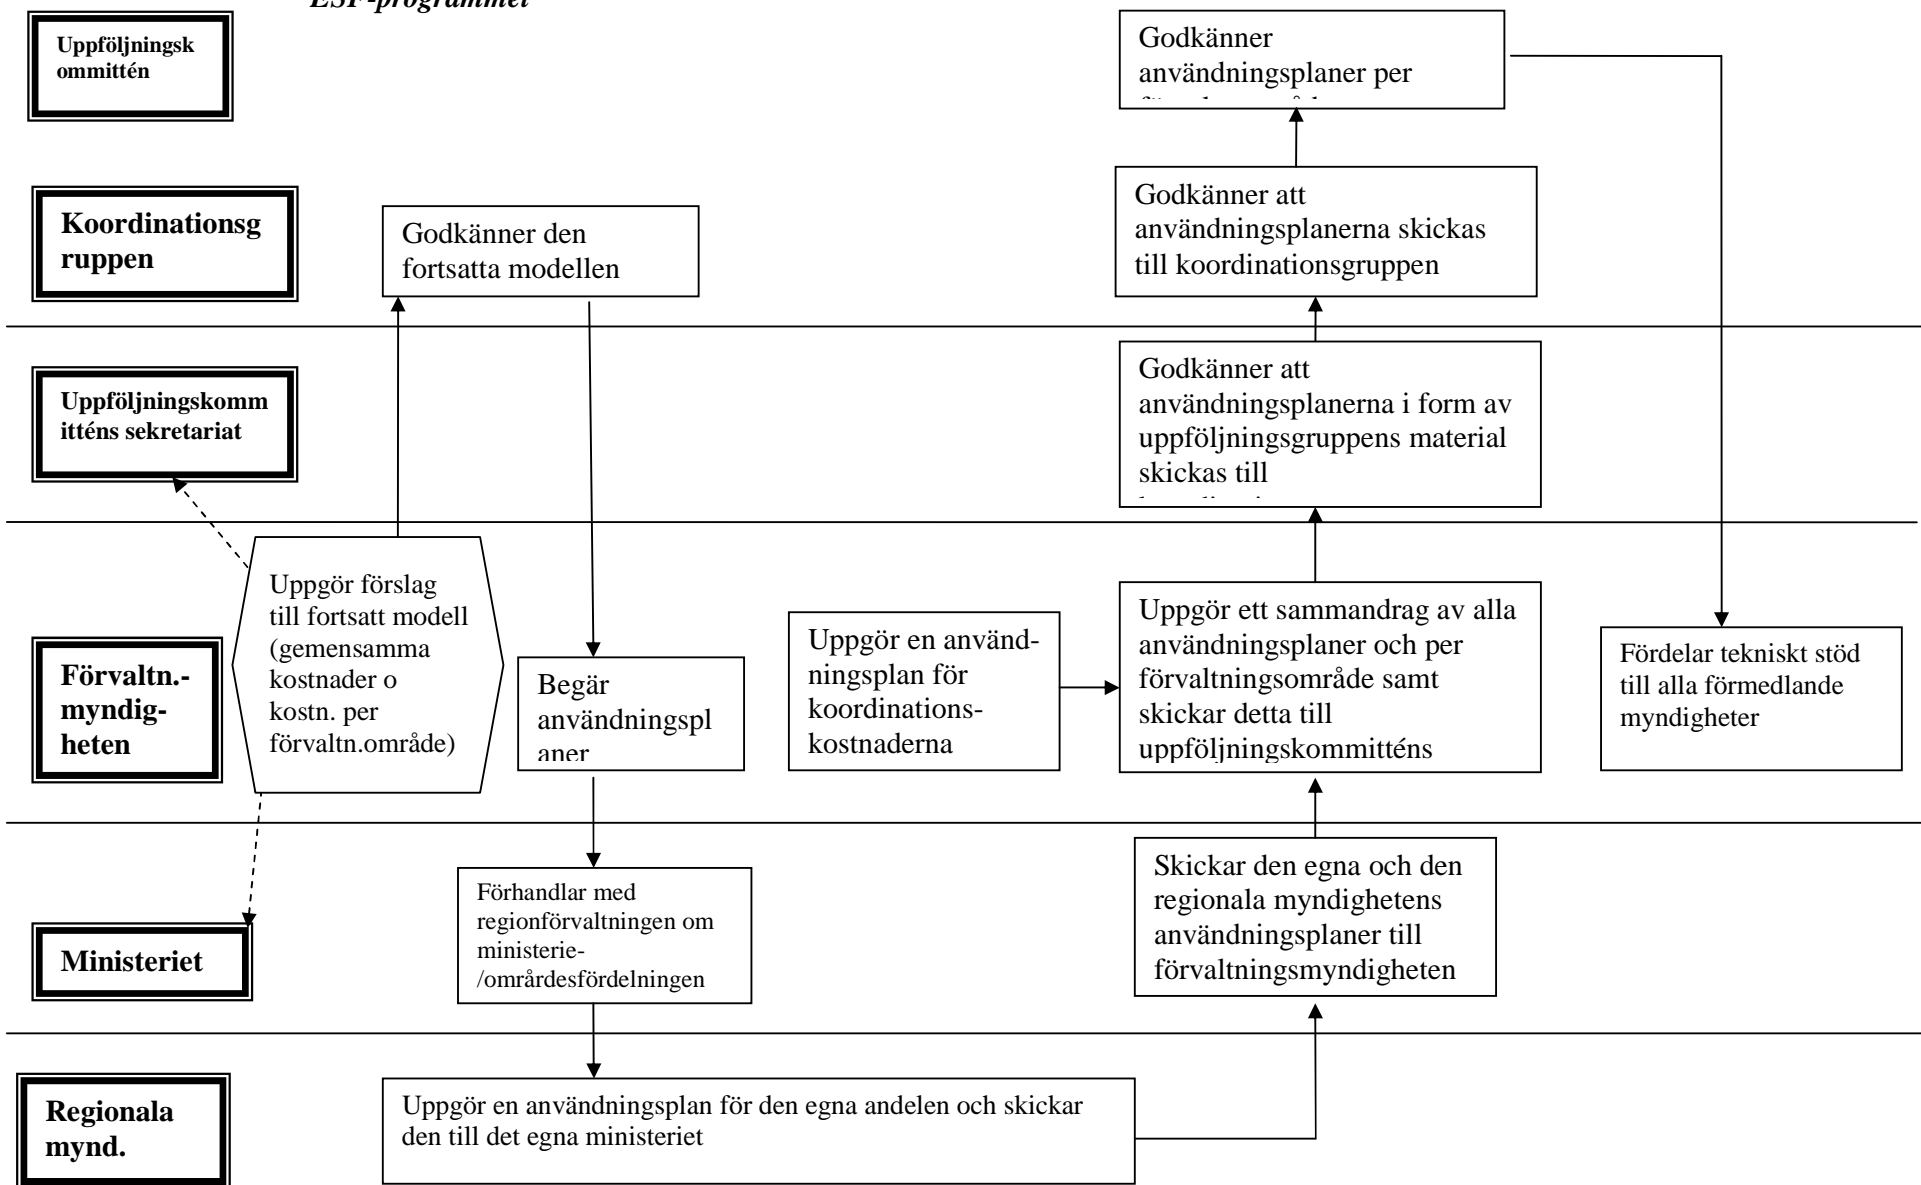 ESF-programmet
Uppföljningsk
ommittén
Godkänner
användningsplaner per
Koordinationsg
ruppen
Godkänner den
fortsatta modellen
Godkänner att
användningsplanerna skickas
till koordinationsgruppen
Uppföljningskomm
itténs sekretariat
Godkänner att
användningsplanerna i form av
uppföljningsgruppens material
skickas till
Förvaltn.-
myndig-
heten
Uppgör förslag
till fortsatt modell
(gemensamma
kostnader o
kostn. per
förvaltn.område)
Begär
användningspl
aner
Uppgör en använd-
ningsplan för
koordinations-
kostnaderna
Uppgör ett sammandrag av alla
användningsplaner och per
förvaltningsområde samt
skickar detta till
uppföljningskommitténs
Fördelar tekniskt stöd
till alla förmedlande
myndigheter
Ministeriet
Förhandlar med
regionförvaltningen om
ministerie-
/områrdesfördelningen
Skickar den egna och den
regionala myndighetens
användningsplaner till
förvaltningsmyndigheten
Regionala
mynd.
Uppgör en användningsplan för den egna andelen och skickar
den till det egna ministeriet